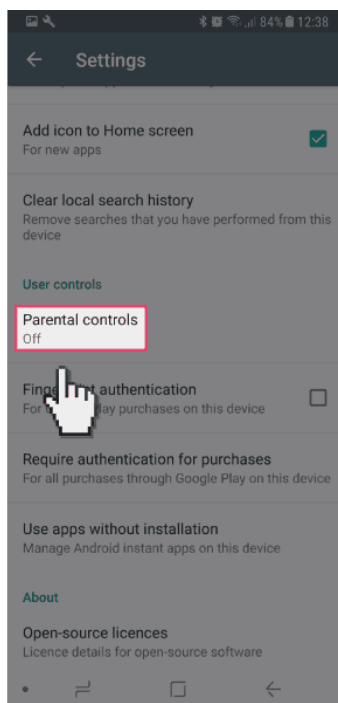 84% 12:38
Settings
Add icon to Home screen
For new apps
Clear local search history
Remove searches that you have performed from this
device
User controls
Parental controls
Off
authentication
For purchases on this device
Require authentication for purchases
For all purchases through Google Play on this device
Use apps without installation
Manage Android instant apps on this device
About
Open-source licences
Licence details for open-source software